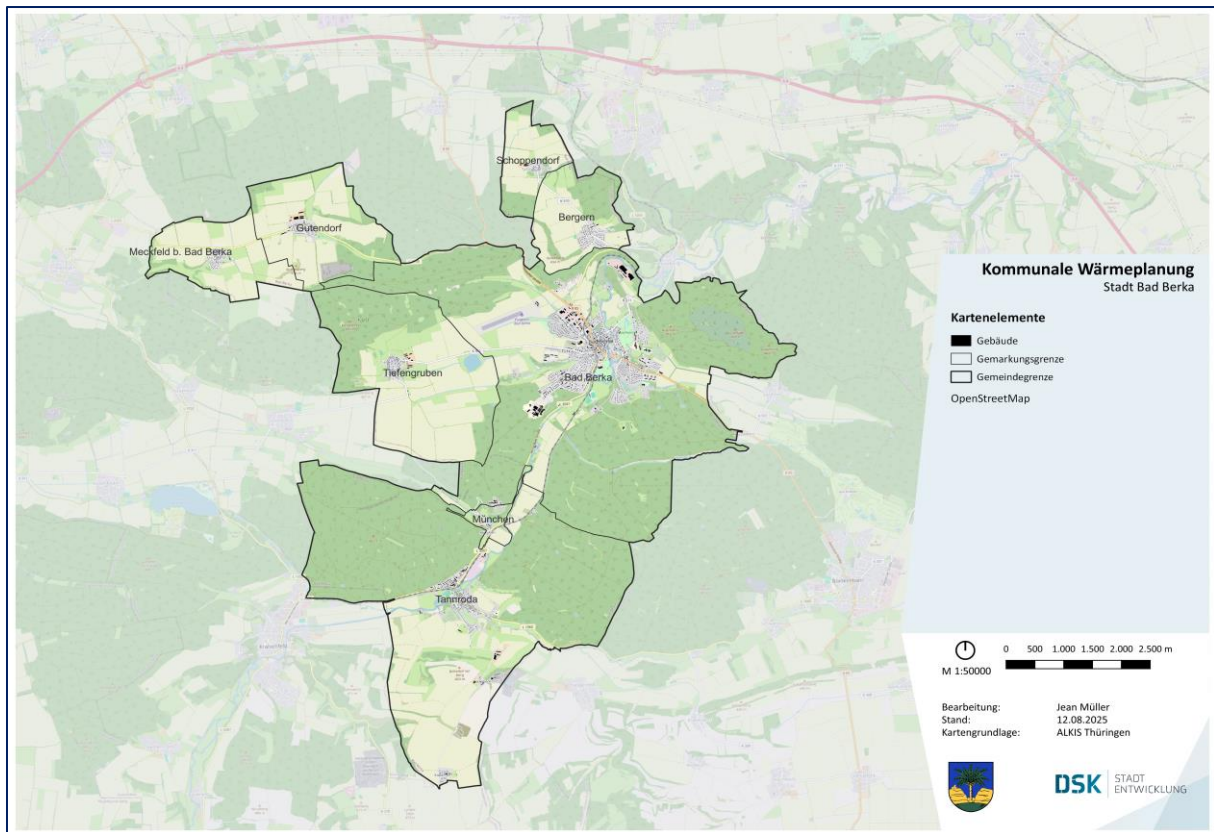 Schoppendorf
Bergern
Gutendorf
Meckfeld b. Bad Berka
Tiefengruben
Bad Berka
München
Tannroda
Kommunale Wärmeplanung
Stadt Bad Berka
Kartenelemente
Gebäude
Gemarkungsgrenze
Gemeindegrenze
OpenStreetMap
0 500 1.000 1.500 2.000 2.500 m
M 1:50000
Bearbeitung: Jean Müller
Stand: 12.08.2025
Kartengrundlage: ALKIS Thüringen
DSK STADT
ENTWICKLUNG